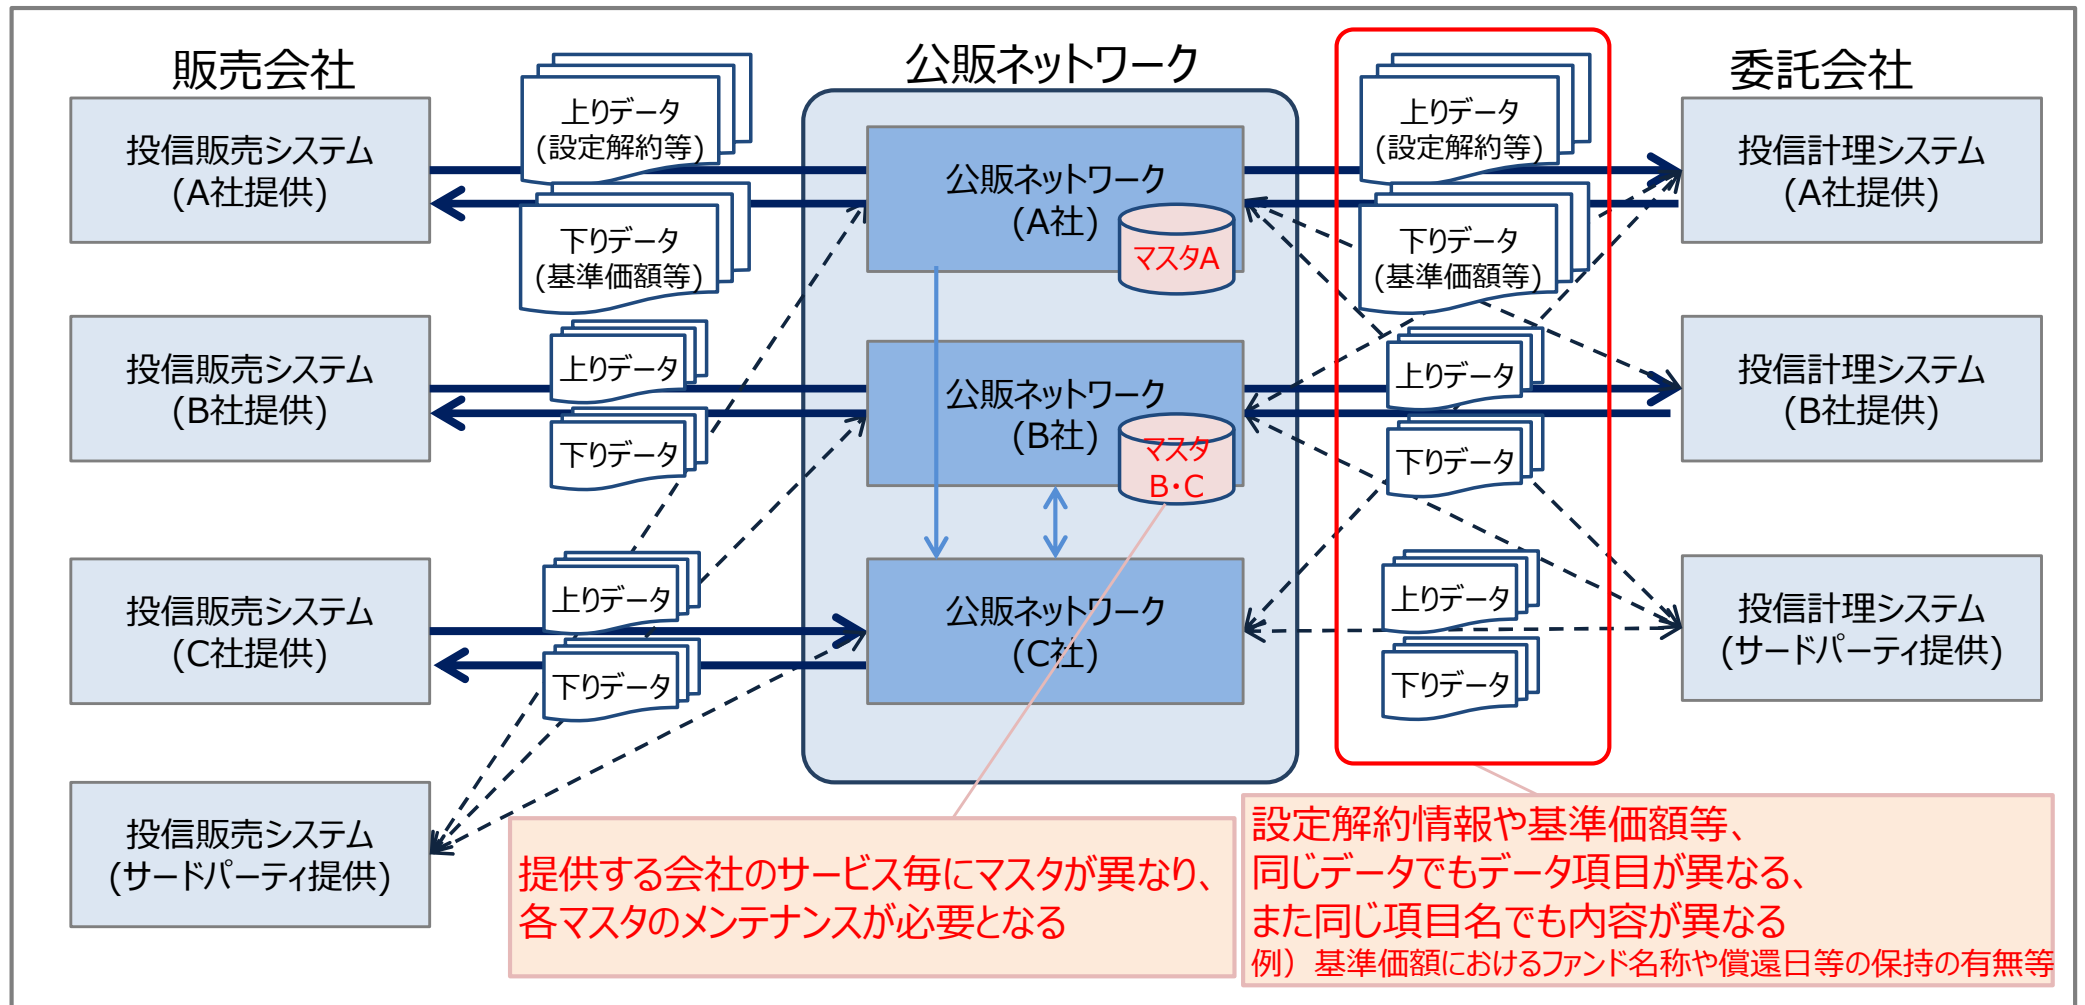 販売会社
公販ネットワーク
委託会社
投信販売システム
(A社提供)
上りデータ
(設定解約等)
下りデータ
(基準価額等)
公販ネットワーク
(A社)
マスタA
上りデータ
(設定解約等)
下りデータ
(基準価額等)
投信計理システム
(A社提供)
投信販売システム
(B社提供)
上りデータ
下りデータ
公販ネットワーク
(B社)
マスタ
B・C
上りデータ
下りデータ
投信計理システム
(B社提供)
投信販売システム
(C社提供)
上りデータ
下りデータ
公販ネットワーク
(C社)
上りデータ
下りデータ
投信計理システム
(サードパーティ提供)
投信販売システム
(サードパーティ提供)
提供する会社のサービス毎にマスタが異なり、
各マスタのメンテナンスが必要となる
設定解約情報や基準価額等、
同じデータでもデータ項目が異なる、
また同じ項目名でも内容が異なる
例）基準価額におけるファンド名称や償還日等の保持の有無等